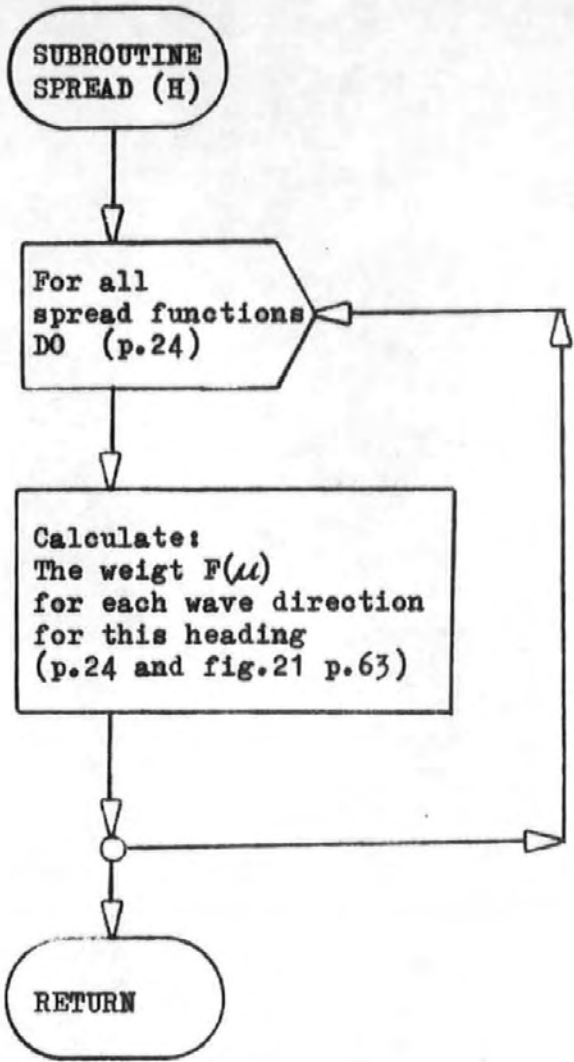 SUBROUTINE
SPREAD (H)
For all
spread functions
DO (p.24)
Calculate:
The weigt F(μ)
for each wave direction
for this heading
(p.24 and fig.21 p.63)
RETURN